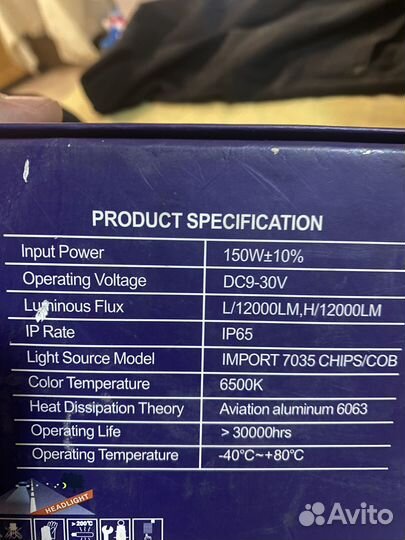 PRODUCT SPECIFICATION
Input Power 150W±10%
Operating Voltage DC9-30V
Luminous Flux L/12000LM,H/12000LM
IP Rate IP65
Light Source Model IMPORT 7035 CHIPS/COB
Color Temperature 6500K
Heat Dissipation Theory Aviation aluminum 6063
Operating Life > 30000hrs
Operating Temperature -40°C~+80°C
HEADLIGHT
>200°C
Avito